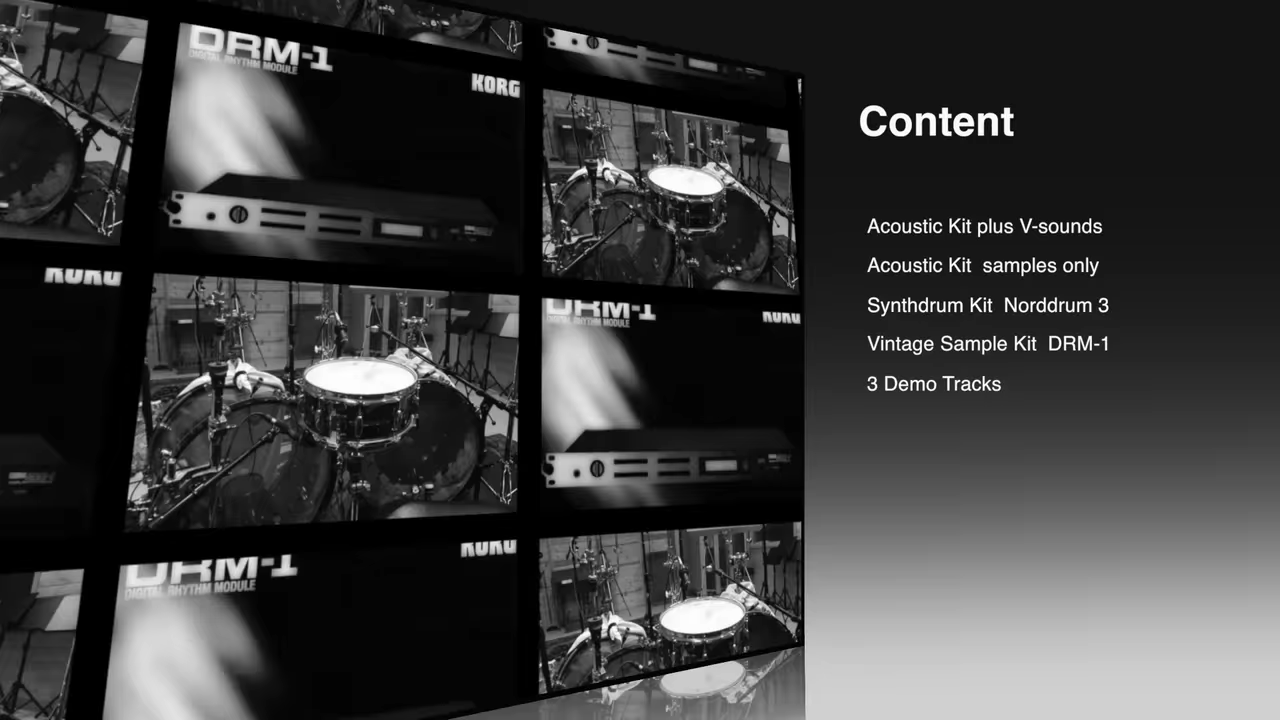 DRM-1
DIGITAL RHYTHM MODULE
KORG
KORG
DRM-1
DIGITAL RHYTHM MODULE
KORG
DRM-1
DIGITAL RHYTHM MODULE
KORG
Content
Acoustic Kit plus V-sounds
Acoustic Kit  samples only
Synthdrum Kit  Norddrum 3
Vintage Sample Kit  DRM-1
3 Demo Tracks